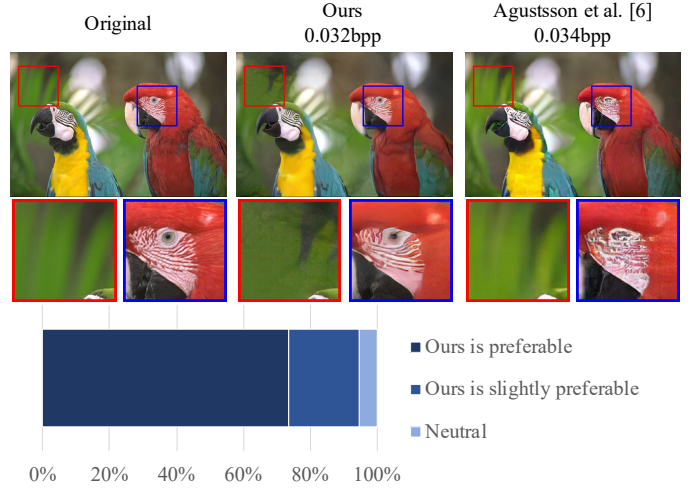 Original
Ours
0.032bpp
Agustsson et al. [6]
0.034bpp
Ours is preferable
Ours is slightly preferable
Neutral
0%
20%
40%
60%
80%
100%